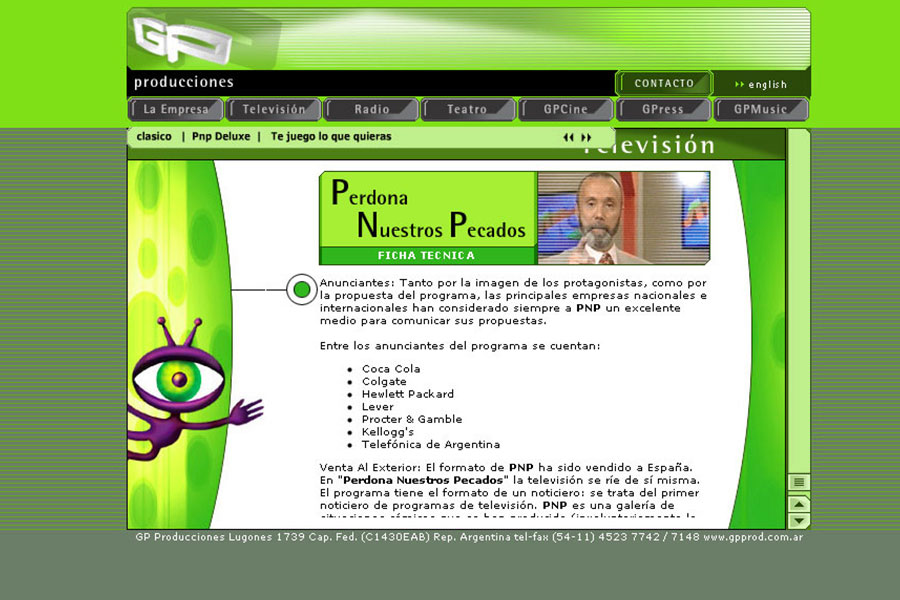 GP
producciones
CONTACTO
english
La Empresa Televisión Radio Teatro GPCine GPress GPMusic
clasico | Pnp Deluxe | Te juego lo que quieras
Televisión
Perdona
Nuestros Pecados
FICHA TECNICA
Anunciantes: Tanto por la imagen de los protagonistas, como por
la propuesta del programa, las principales empresas nacionales e
internacionales han considerado siempre a PNP un excelente
medio para comunicar sus propuestas.
Entre los anunciantes del programa se cuentan:
Coca Cola
Colgate
Hewlett Packard
Lever
Procter & Gamble
Kellogg's
Telefónica de Argentina
Venta Al Exterior: El formato de PNP ha sido vendido a España.
En "Perdona Nuestros Pecados" la televisión se ríe de sí misma.
El programa tiene el formato de un noticiero: se trata del primer
noticiero de programas de televisión. PNP es una galería de
GP Producciones Lugones 1739 Cap. Fed. (C1430EAB) Rep. Argentina tel-fax (54-11) 4523 7742 / 7148 www.gpprod.com.ar